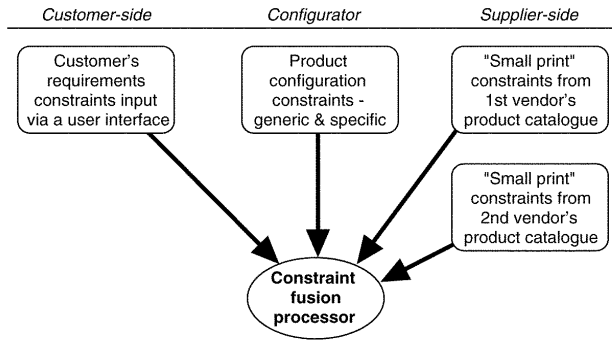 Customer-side
Configurator
Supplier-side
Customer's
requirements
constraints input
via a user interface
Product
configuration
constraints -
generic & specific
"Small print"
constraints from
1st vendor's
product catalogue
"Small print"
constraints from
2nd vendor's
product catalogue
Constraint
fusion
processor